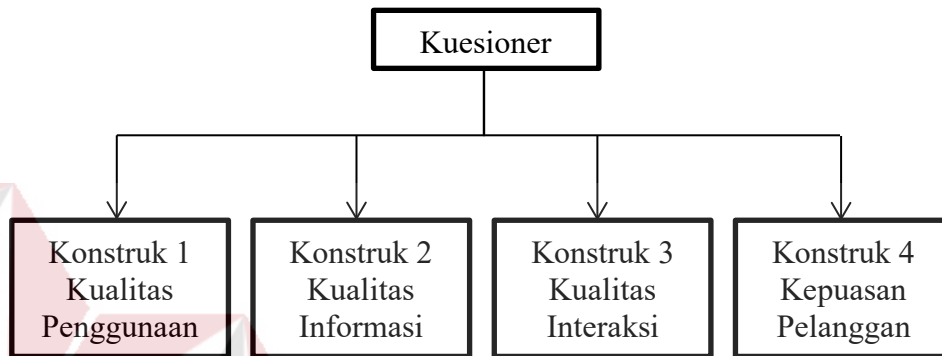 Kuesioner
Konstruk 1
Kualitas
Penggunaan
Konstruk 2
Kualitas
Informasi
Konstruk 3
Kualitas
Interaksi
Konstruk 4
Kepuasan
Pelanggan